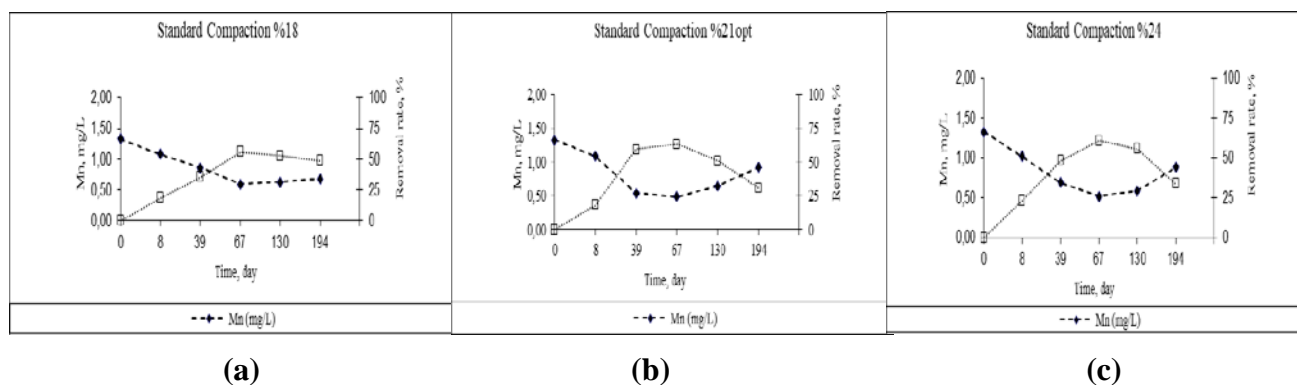 Standard Compaction %18
Mn, mg/L
2,00
1,50
1,00
0,50
0,00
100
75
50
25
0
Removal rate, %
0 8 39 67 130 194
Time, day
Mn (mg/L)
(a)
Standard Compaction %21opt
Mn, mg/L
2,00
1,50
1,00
0,50
0,00
100
75
50
25
0
Removal rate, %
0 8 39 67 130 194
Time, day
Mn (mg/L)
(b)
Standard Compaction %24
Mn, mg/L
2,00
1,50
1,00
0,50
0,00
100
75
50
25
0
Removal rate, %
0 8 39 67 130 194
Time, day
Mn (mg/L)
(c)